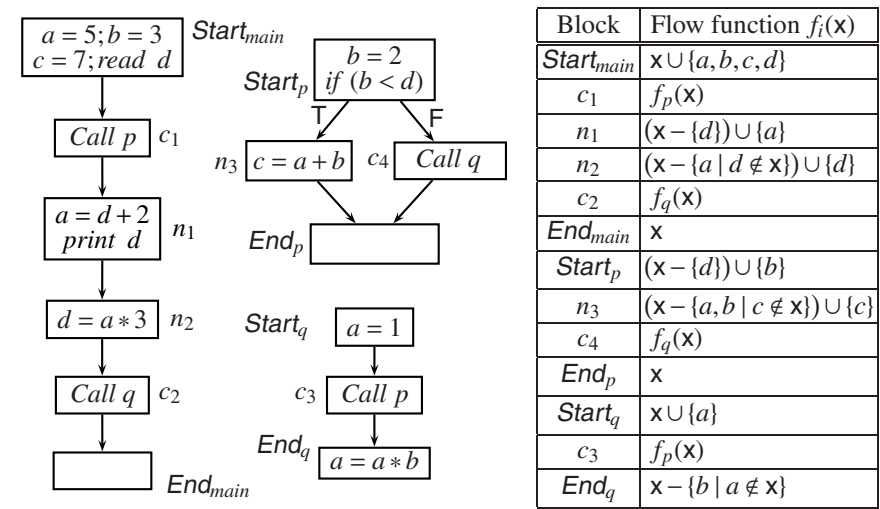 a = 5; b = 3
c = 7; read d
Start_main
Call p c_1
a = d + 2
print d
n_1
d = a ∗ 3 n_2
Call q c_2
End_main
b = 2
if (b < d)
Start_p
T F
n_3 c = a + b c_4 Call q
End_p
Start_q a = 1
c_3 Call p
End_q a = a ∗ b
Block Flow function f_i(x)
Start_main x ∪ {a, b, c, d}
c_1 f_p(x)
n_1 (x − {d}) ∪ {a}
n_2 (x − {a | d ∉ x}) ∪ {d}
c_2 f_q(x)
End_main x
Start_p (x − {d}) ∪ {b}
n_3 (x − {a, b | c ∉ x}) ∪ {c}
c_4 f_q(x)
End_p x
Start_q x ∪ {a}
c_3 f_p(x)
End_q x − {b | a ∉ x}